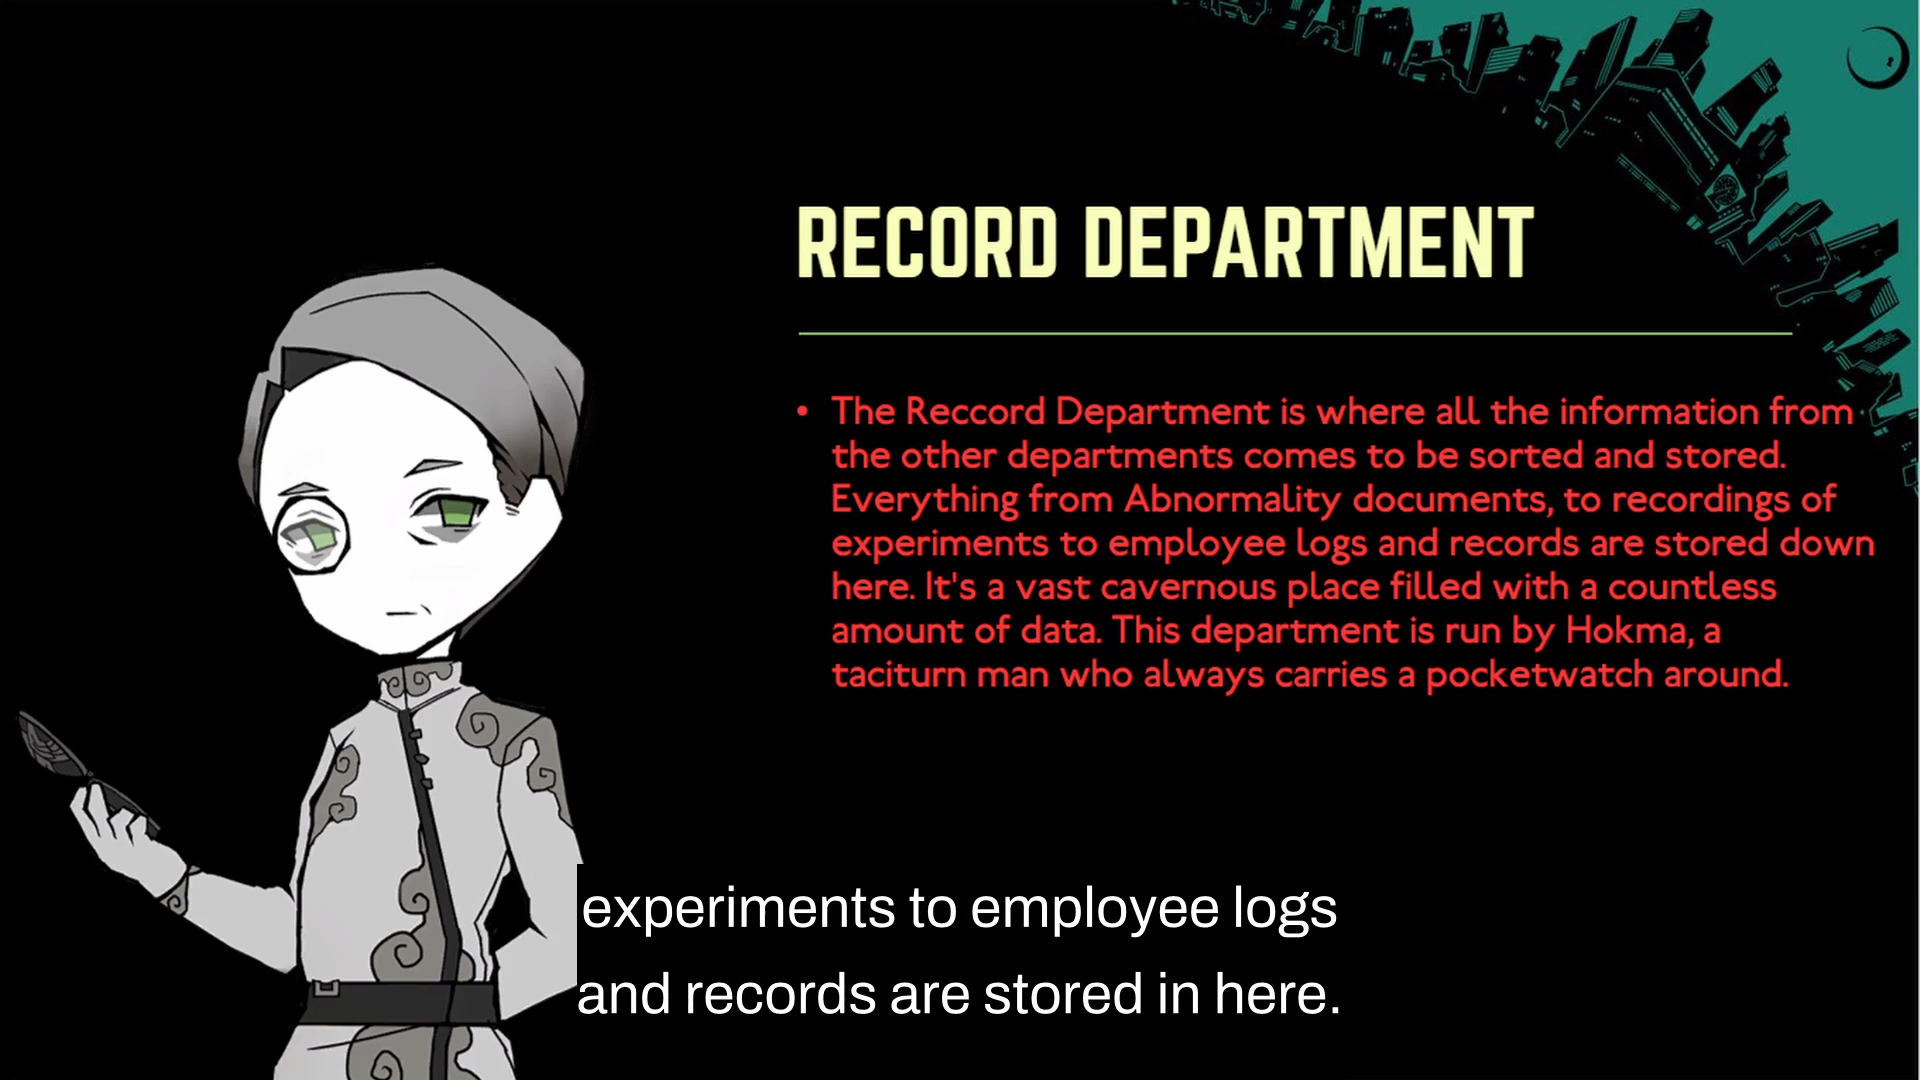 RECORD DEPARTMENT
• The Reccord Department is where all the information from
the other departments comes to be sorted and stored.
Everything from Abnormality documents, to recordings of
experiments to employee logs and records are stored down
here. It's a vast cavernous place filled with a countless
amount of data. This department is run by Hokma, a
taciturn man who always carries a pocketwatch around.
experiments to employee logs
and records are stored in here.